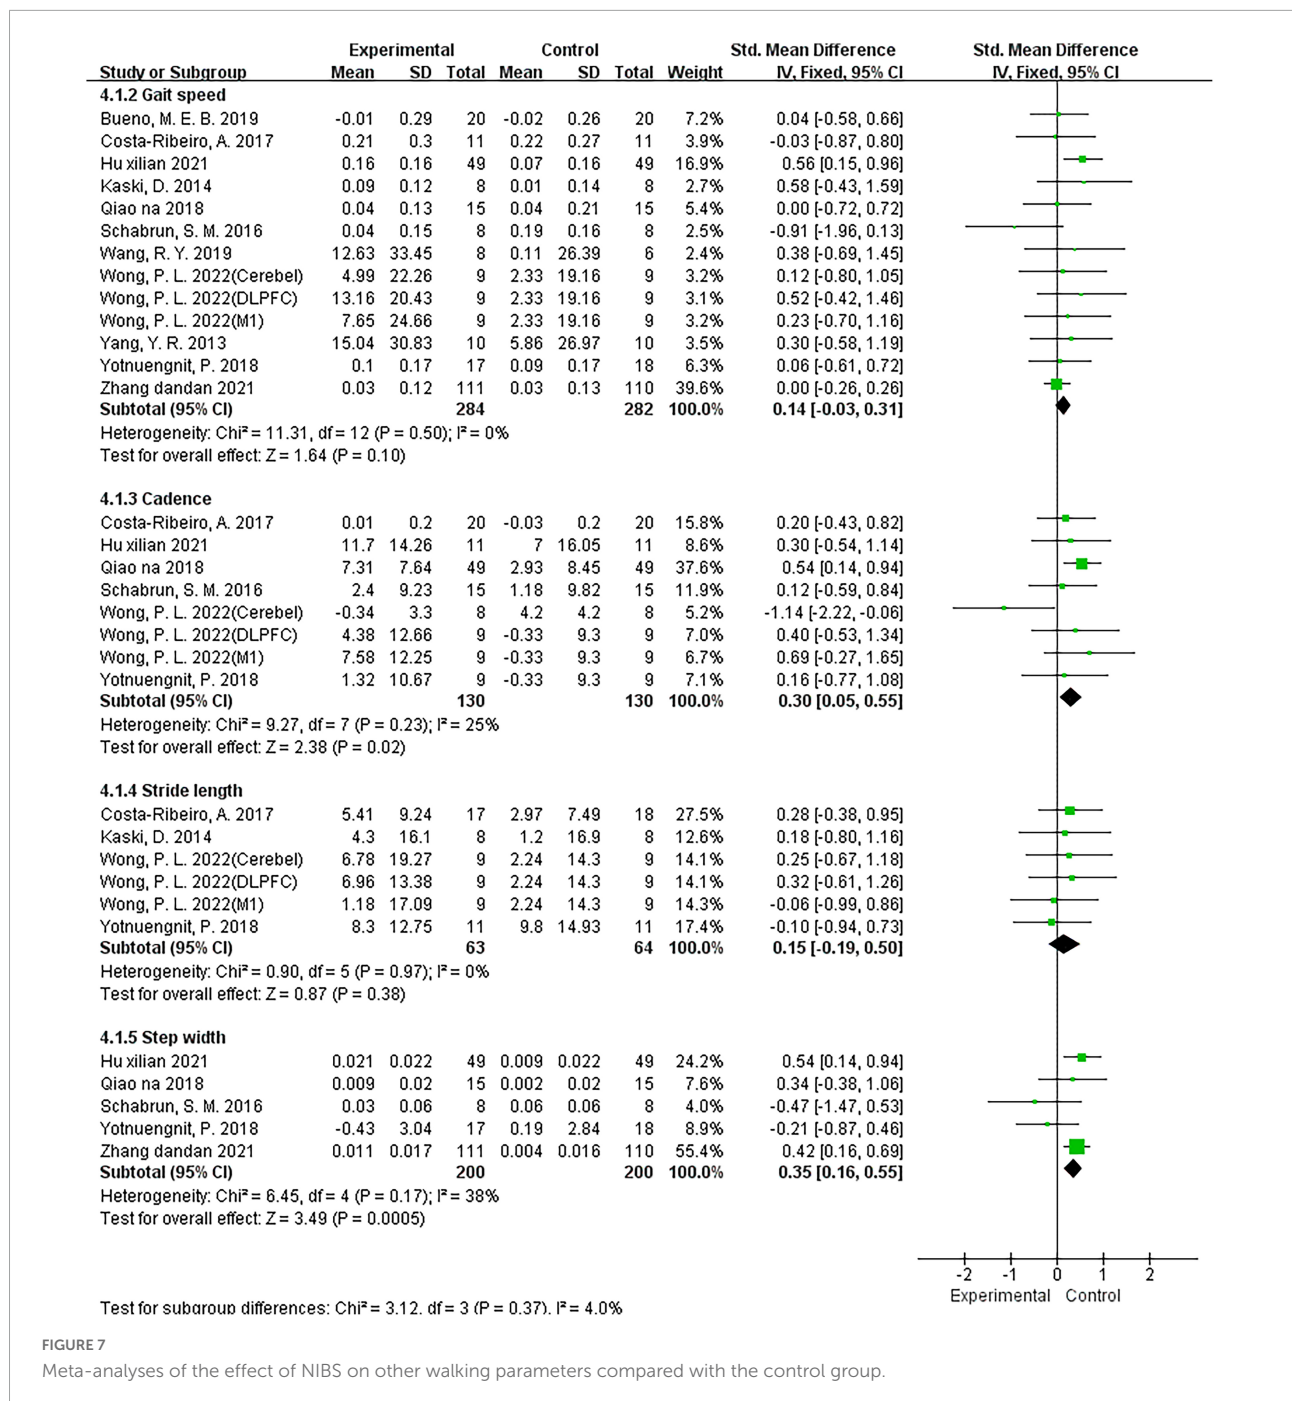 Experimental Control Std. Mean Difference Std. Mean Difference
Study or Subgroup Mean SD Total Mean SD Total Weight IV, Fixed, 95% CI IV, Fixed, 95% CI
4.1.2 Gait speed
Bueno, M. E. B. 2019 -0.01 0.29 20 -0.02 0.26 20 7.2% 0.04 [-0.58, 0.66]
Costa-Ribeiro, A. 2017 0.21 0.3 11 0.22 0.27 11 3.9% -0.03 [-0.87, 0.80]
Hu xilian 2021 0.16 0.16 49 0.07 0.16 49 16.9% 0.56 [0.15, 0.96]
Kaski, D. 2014 0.09 0.12 8 0.01 0.14 8 2.7% 0.58 [-0.43, 1.59]
Qiao na 2018 0.04 0.13 15 0.04 0.21 15 5.4% 0.00 [-0.72, 0.72]
Schabrun, S. M. 2016 0.04 0.15 8 0.19 0.16 8 2.5% -0.91 [-1.96, 0.13]
Wang, R. Y. 2019 12.63 33.45 8 0.11 26.39 6 2.4% 0.38 [-0.69, 1.45]
Wong, P. L. 2022(Cerebel) 4.99 22.26 9 2.33 19.16 9 3.2% 0.12 [-0.80, 1.05]
Wong, P. L. 2022(DLPFC) 13.16 20.43 9 2.33 19.16 9 3.1% 0.52 [-0.42, 1.46]
Wong, P. L. 2022(M1) 7.65 24.66 9 2.33 19.16 9 3.2% 0.23 [-0.70, 1.16]
Yang, Y. R. 2013 15.04 30.83 10 5.86 26.97 10 3.5% 0.30 [-0.58, 1.19]
Yotnuengnit, P. 2018 0.1 0.17 17 0.09 0.17 18 6.3% 0.06 [-0.61, 0.72]
Zhang dandan 2021 0.03 0.12 111 0.03 0.13 110 39.6% 0.00 [-0.26, 0.26]
Subtotal (95% CI) 284 282 100.0% 0.14 [-0.03, 0.31]
Heterogeneity: Chi² = 11.31, df = 12 (P = 0.50); I² = 0%
Test for overall effect: Z = 1.64 (P = 0.10)
4.1.3 Cadence
Costa-Ribeiro, A. 2017 0.01 0.2 20 -0.03 0.2 20 15.8% 0.20 [-0.43, 0.82]
Hu xilian 2021 11.7 14.26 11 7 16.05 11 8.6% 0.30 [-0.54, 1.14]
Qiao na 2018 7.31 7.64 49 2.93 8.45 49 37.6% 0.54 [0.14, 0.94]
Schabrun, S. M. 2016 2.4 9.23 15 1.18 9.82 15 11.9% 0.12 [-0.59, 0.84]
Wong, P. L. 2022(Cerebel) -0.34 3.3 8 4.2 4.2 8 5.2% -1.14 [-2.22, -0.06]
Wong, P. L. 2022(DLPFC) 4.38 12.66 9 -0.33 9.3 9 7.0% 0.40 [-0.53, 1.34]
Wong, P. L. 2022(M1) 7.58 12.25 9 -0.33 9.3 9 6.7% 0.69 [-0.27, 1.65]
Yotnuengnit, P. 2018 1.32 10.67 9 -0.33 9.3 9 7.1% 0.16 [-0.77, 1.08]
Subtotal (95% CI) 130 130 100.0% 0.30 [0.05, 0.55]
Heterogeneity: Chi² = 9.27, df = 7 (P = 0.23); I² = 25%
Test for overall effect: Z = 2.38 (P = 0.02)
4.1.4 Stride length
Costa-Ribeiro, A. 2017 5.41 9.24 17 2.97 7.49 18 27.5% 0.28 [-0.38, 0.95]
Kaski, D. 2014 4.3 16.1 8 1.2 16.9 8 12.6% 0.18 [-0.80, 1.16]
Wong, P. L. 2022(Cerebel) 6.78 19.27 9 2.24 14.3 9 14.1% 0.25 [-0.67, 1.18]
Wong, P. L. 2022(DLPFC) 6.96 13.38 9 2.24 14.3 9 14.1% 0.32 [-0.61, 1.26]
Wong, P. L. 2022(M1) 1.18 17.09 9 2.24 14.3 9 14.3% -0.06 [-0.99, 0.86]
Yotnuengnit, P. 2018 8.3 12.75 11 9.8 14.93 11 17.4% -0.10 [-0.94, 0.73]
Subtotal (95% CI) 63 64 100.0% 0.15 [-0.19, 0.50]
Heterogeneity: Chi² = 0.90, df = 5 (P = 0.97); I² = 0%
Test for overall effect: Z = 0.87 (P = 0.38)
4.1.5 Step width
Hu xilian 2021 0.021 0.022 49 0.009 0.022 49 24.2% 0.54 [0.14, 0.94]
Qiao na 2018 0.009 0.02 15 0.002 0.02 15 7.6% 0.34 [-0.38, 1.06]
Schabrun, S. M. 2016 0.03 0.06 8 0.06 0.06 8 4.0% -0.47 [-1.47, 0.53]
Yotnuengnit, P. 2018 -0.43 3.04 17 0.19 2.84 18 8.9% -0.21 [-0.87, 0.46]
Zhang dandan 2021 0.011 0.017 111 0.004 0.016 110 55.4% 0.42 [0.16, 0.69]
Subtotal (95% CI) 200 200 100.0% 0.35 [0.16, 0.55]
Heterogeneity: Chi² = 6.45, df = 4 (P = 0.17); I² = 38%
Test for overall effect: Z = 3.49 (P = 0.0005)
-2 -1 0 1 2
Experimental Control
Test for subgroup differences: Chi² = 3.12, df = 3 (P = 0.37), I² = 4.0%
FIGURE 7
Meta-analyses of the effect of NIBS on other walking parameters compared with the control group.